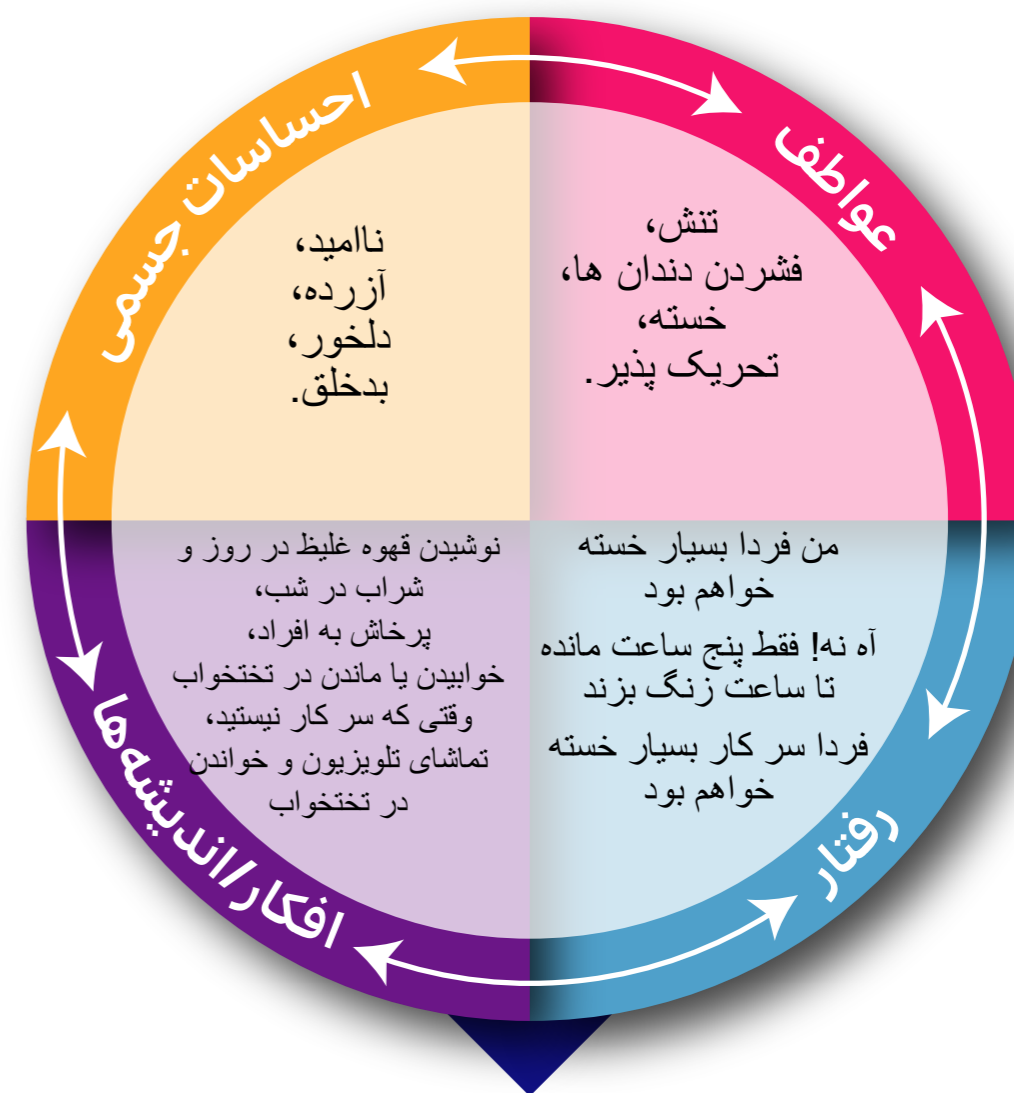 عواطف
تنش،
فشردن دندان ها،
خسته،
تحریک پذیر.
احساسات جسمی
ناامید،
آزرده،
دلخور،
بدخلق.
رفتار
من فردا بسیار خسته
خواهم بود
آه نه! فقط پنج ساعت مانده
تا ساعت زنگ بزند
فردا سر کار بسیار خسته
خواهم بود
افکار/اندیشه‌ها
نوشیدن قهوه غلیظ در روز و
شراب در شب،
پرخاش به افراد،
خوابیدن یا ماندن در تختخواب
وقتی که سر کار نیستید،
تماشای تلویزیون و خواندن
در تختخواب